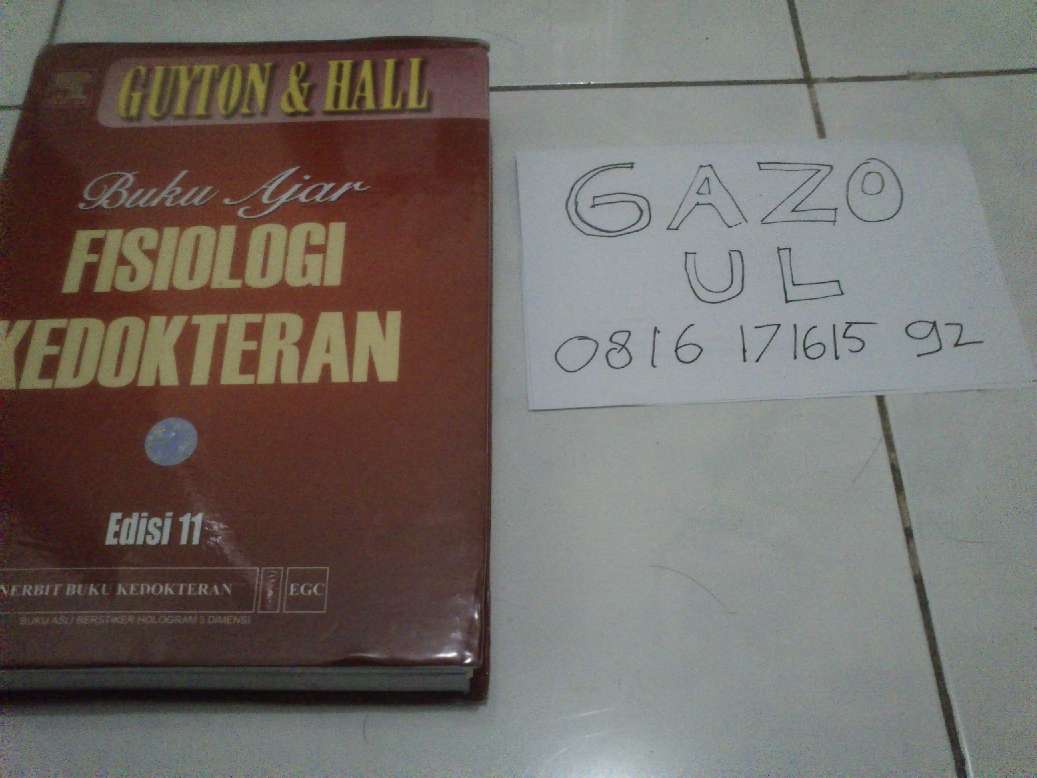 GUYTON & HALL
Buku Ajar
FISIOLOGI
KEDOKTERAN
Edisi 11
NERBIT BUKU KEDOKTERAN
EGC
BUKU ASLI BERSTIKER HOLOGRAM 3 DIMENSI
GAZO
UL
0816 171615 92